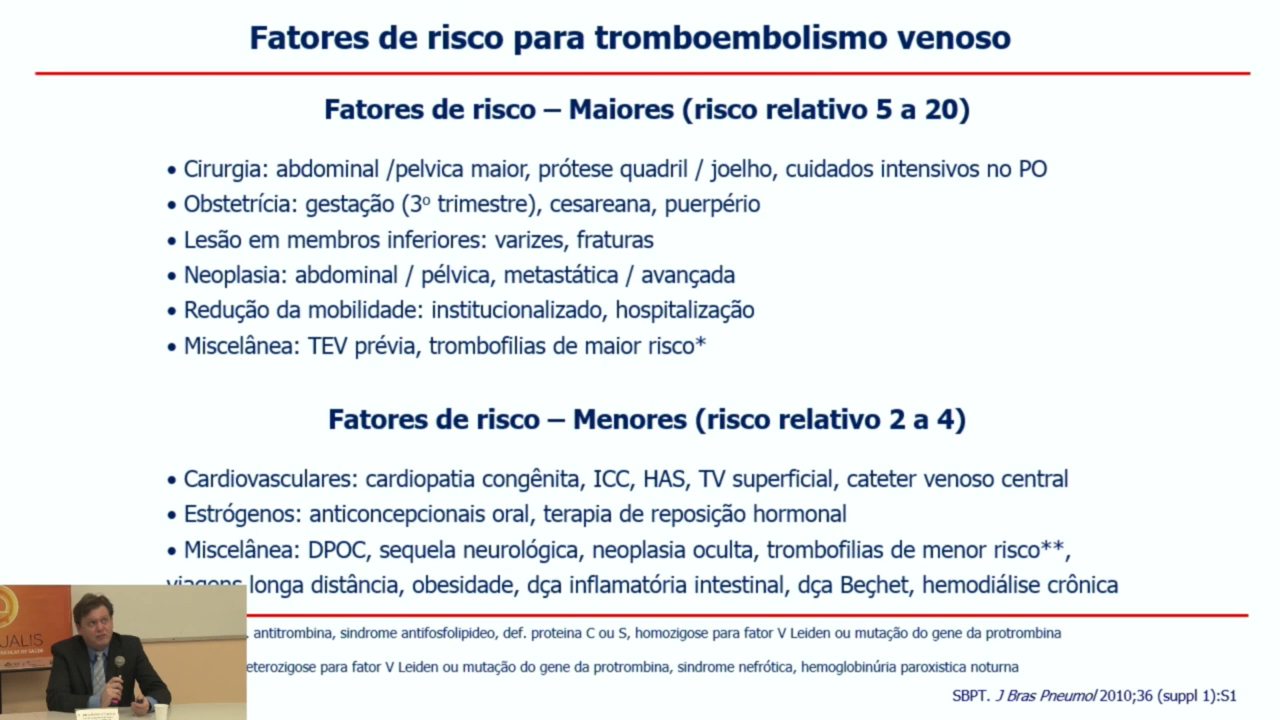 Fatores de risco para tromboembolismo venoso
Fatores de risco – Maiores (risco relativo 5 a 20)
• Cirurgia: abdominal /pelvica maior, prótese quadril / joelho, cuidados intensivos no PO
• Obstetrícia: gestação (3º trimestre), cesareana, puerpério
• Lesão em membros inferiores: varizes, fraturas
• Neoplasia: abdominal / pélvica, metastática / avançada
• Redução da mobilidade: institucionalizado, hospitalização
• Miscelânea: TEV prévia, trombofilias de maior risco*
Fatores de risco – Menores (risco relativo 2 a 4)
• Cardiovasculares: cardiopatia congênita, ICC, HAS, TV superficial, cateter venoso central
• Estrógenos: anticoncepcionais oral, terapia de reposição hormonal
• Miscelânea: DPOC, sequela neurológica, neoplasia oculta, trombofilias de menor risco**,
viagens longa distância, obesidade, dça inflamatória intestinal, dça Beçhet, hemodiálise crônica
antitrombina, sindrome antifosfolipideo, def. proteina C ou S, homozigose para fator V Leiden ou mutação do gene da protrombina
eterozigose para fator V Leiden ou mutação do gene da protrombina, sindrome nefrótica, hemoglobinúria paroxistica noturna
SBPT. J Bras Pneumol 2010;36 (suppl 1):S1
UALIS